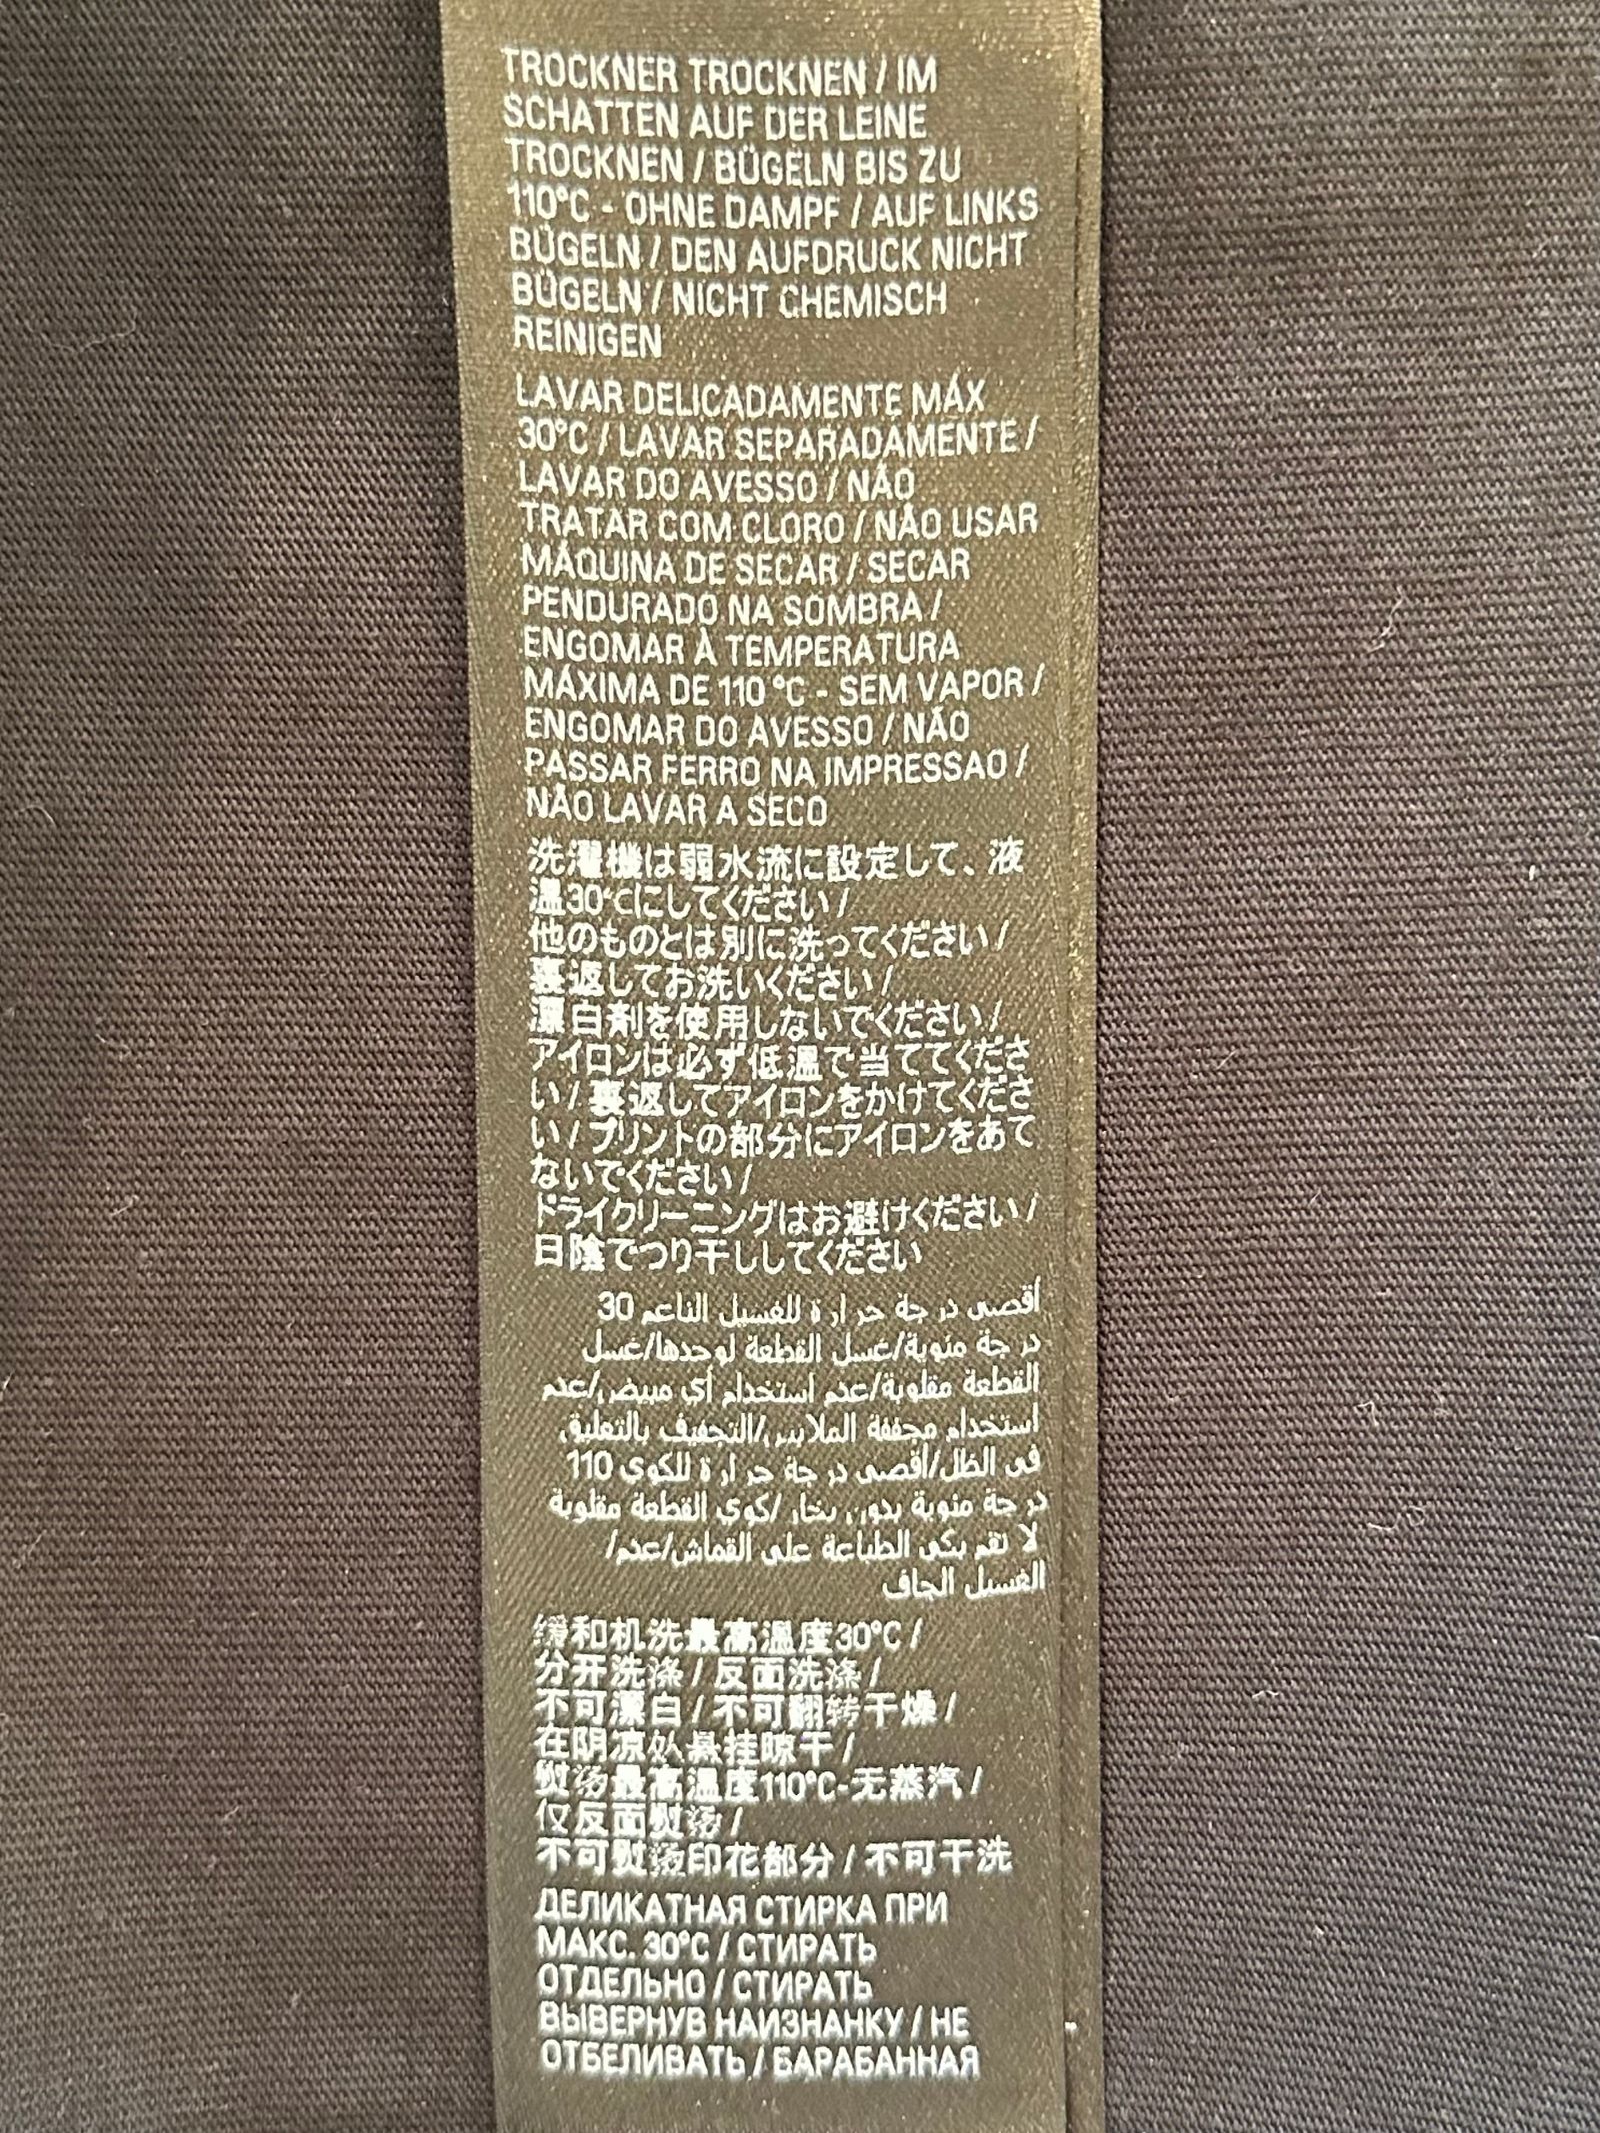 TROCKNER TROCKNEN / IM
SCHATTEN AUF DER LEINE
TROCKNEN / BÜGELN BIS ZU
110°C - OHNE DAMPF / AUF LINKS
BÜGELN / DEN AUFDRUCK NICHT
BÜGELN / NICHT CHEMISCH
REINIGEN
LAVAR DELICADAMENTE MÁX
30°C / LAVAR SEPARADAMENTE /
LAVAR DO AVESSO / NÃO
TRATAR COM CLORO / NÃO USAR
MÁQUINA DE SECAR / SECAR
PENDURADO NA SOMBRA /
ENGOMAR À TEMPERATURA
MÁXIMA DE 110 °C - SEM VAPOR /
ENGOMAR DO AVESSO / NÃO
PASSAR FERRO NA IMPRESSAO /
NÃO LAVAR A SECO
洗濯機は弱水流に設定して、液
温30℃にしてください /
他のものとは別に洗ってください /
裏返してお洗いください /
漂白剤を使用しないでください /
アイロンは必ず低温で当ててくださ
い / 裏返してアイロンをかけてくださ
い / プリントの部分にアイロンをあて
ないでください /
ドライクリーニングはお避けください /
日陰でつり干ししてください
أقصى درجة حرارة للغسيل الناعم 30
درجة مئوية/غسل القطعة لوحدها/غسل
القطعة مقلوبة/عدم استخدام أي مبيض/عدم
استخدام مجففة الملابس/التجفيف بالتعليق
في الظل/أقصى درجة حرارة للكوي 110
درجة مئوية بدون بخار /كوي القطعة مقلوبة
لا تقم بكي الطباعة على القماش/عدم/
الغسيل الجاف
缓和机洗最高温度30°C /
分开洗涤 / 反面洗涤 /
不可漂白 / 不可翻转干燥 /
在阴凉处悬挂晾干 /
熨烫最高温度110°C-无蒸汽 /
仅反面熨烫 /
不可熨烫印花部分 / 不可干洗
ДЕЛИКАТНАЯ СТИРКА ПРИ
МАКС. 30°C / СТИРАТЬ
ОТДЕЛЬНО / СТИРАТЬ
ВЫВЕРНУВ НАИЗНАНКУ / НЕ
ОТБЕЛИВАТЬ / БАРАБАННАЯ